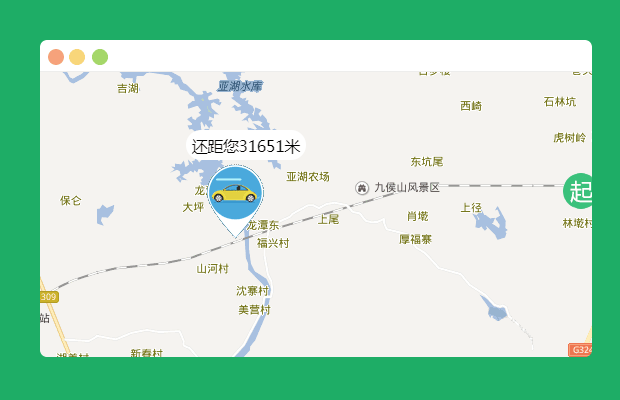 吉湖
亚湖水库
西崎
石林坑
虎树岭
还距您31651米
东坑尾
亚湖农场
九侯山风景区
起
保仑
大坪
上尾
肖墩
上径
林墩村
龙潭东
福兴村
厚福寨
山河村
沈寨村
309
美营村
站
新春村
G324